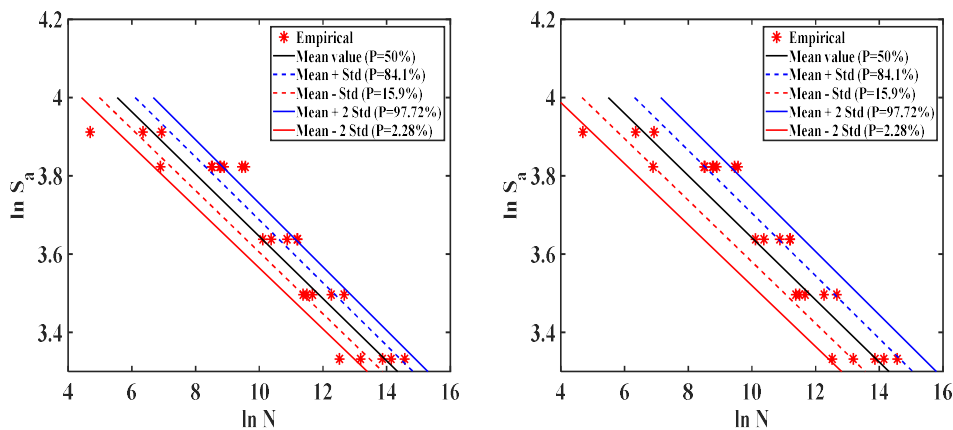 4.2
4
3.8
3.6
3.4
ln Sa
4
6
8
10
12
14
16
ln N
Empirical
Mean value (P=50%)
Mean + Std (P=84.1%)
Mean - Std (P=15.9%)
Mean + 2 Std (P=97.72%)
Mean - 2 Std (P=2.28%)
4.2
4
3.8
3.6
3.4
ln Sa
4
6
8
10
12
14
16
ln N
Empirical
Mean value (P=50%)
Mean + Std (P=84.1%)
Mean - Std (P=15.9%)
Mean + 2 Std (P=97.72%)
Mean - 2 Std (P=2.28%)